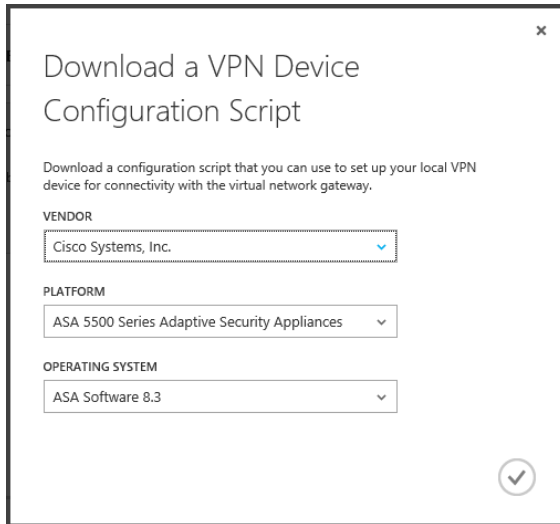 Download a VPN Device
Configuration Script
Download a configuration script that you can use to set up your local VPN
device for connectivity with the virtual network gateway.
VENDOR
Cisco Systems, Inc.
PLATFORM
ASA 5500 Series Adaptive Security Appliances
OPERATING SYSTEM
ASA Software 8.3